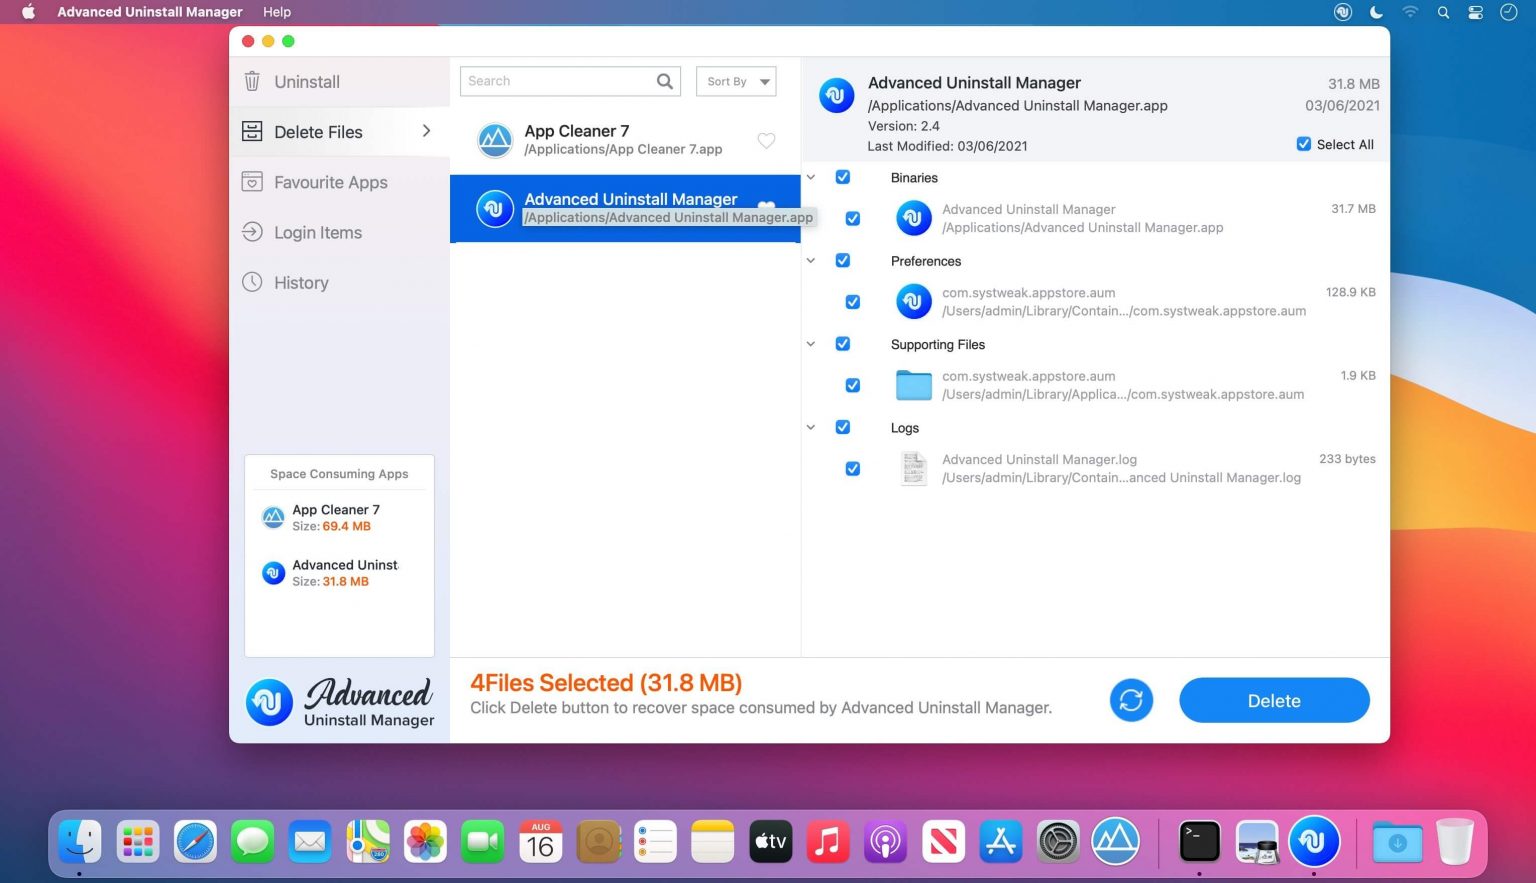 Advanced Uninstall Manager Help
Uninstall
Delete Files
Favourite Apps
Login Items
History
Space Consuming Apps
App Cleaner 7
Size: 69.4 MB
Advanced Uninst
Size: 31.8 MB
Advanced
Uninstall Manager
Search
Sort By
App Cleaner 7
/Applications/App Cleaner 7.app
Advanced Uninstall Manager
/Applications/Advanced Uninstall Manager.app
Advanced Uninstall Manager 31.8 MB
/Applications/Advanced Uninstall Manager.app 03/06/2021
Version: 2.4
Last Modified: 03/06/2021 Select All
Binaries
Advanced Uninstall Manager 31.7 MB
/Applications/Advanced Uninstall Manager.app
Preferences
com.systweak.appstore.aum 128.9 KB
/Users/admin/Library/Contain.../com.systweak.appstore.aum
Supporting Files
com.systweak.appstore.aum 1.9 KB
/Users/admin/Library/Applica.../com.systweak.appstore.aum
Logs
Advanced Uninstall Manager.log 233 bytes
/Users/admin/Library/Contain...anced Uninstall Manager.log
4Files Selected (31.8 MB)
Click Delete button to recover space consumed by Advanced Uninstall Manager.
Delete
AUG
16
tv